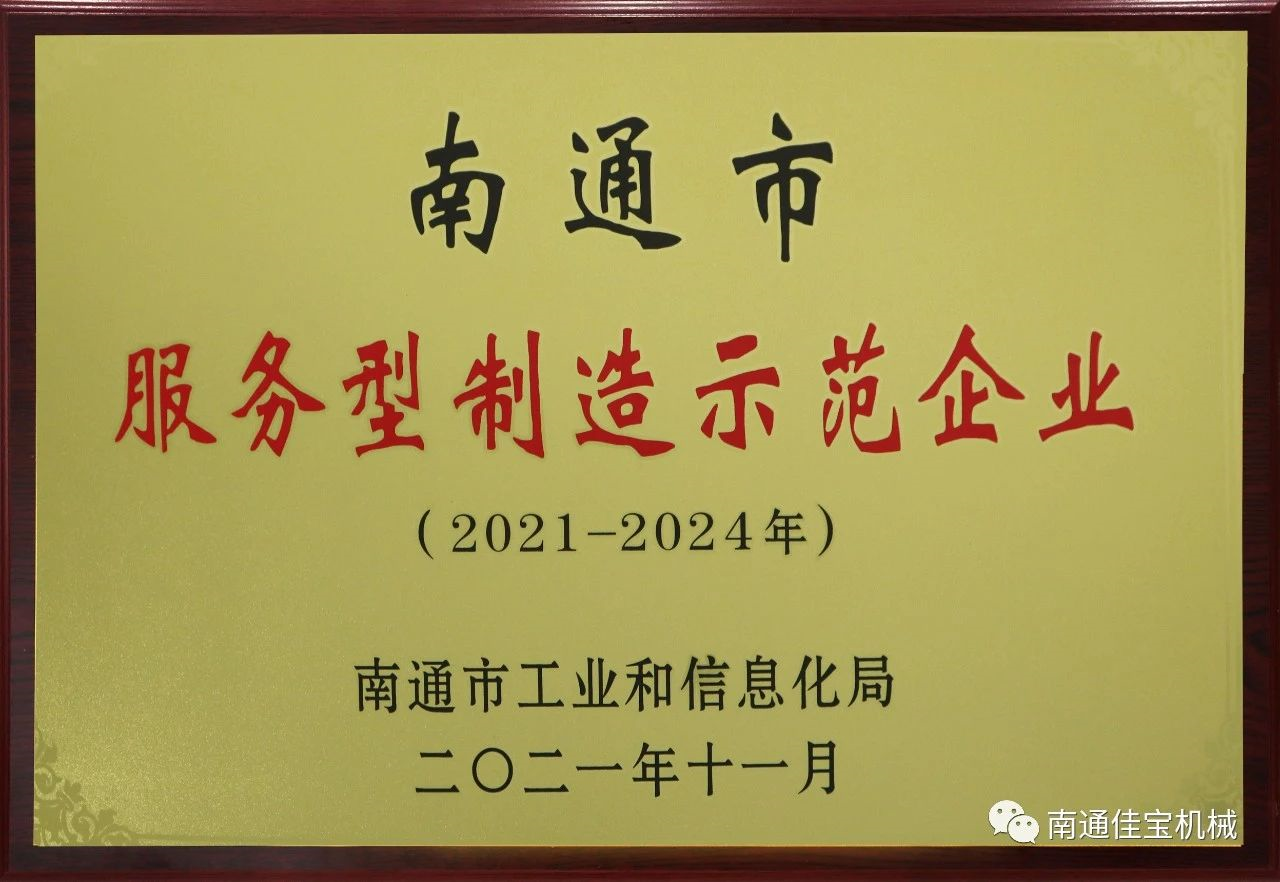 南通市
服务型制造示范企业
(2021-2024年)
南通市工业和信息化局
二〇二一年十一月
南通佳宝机械